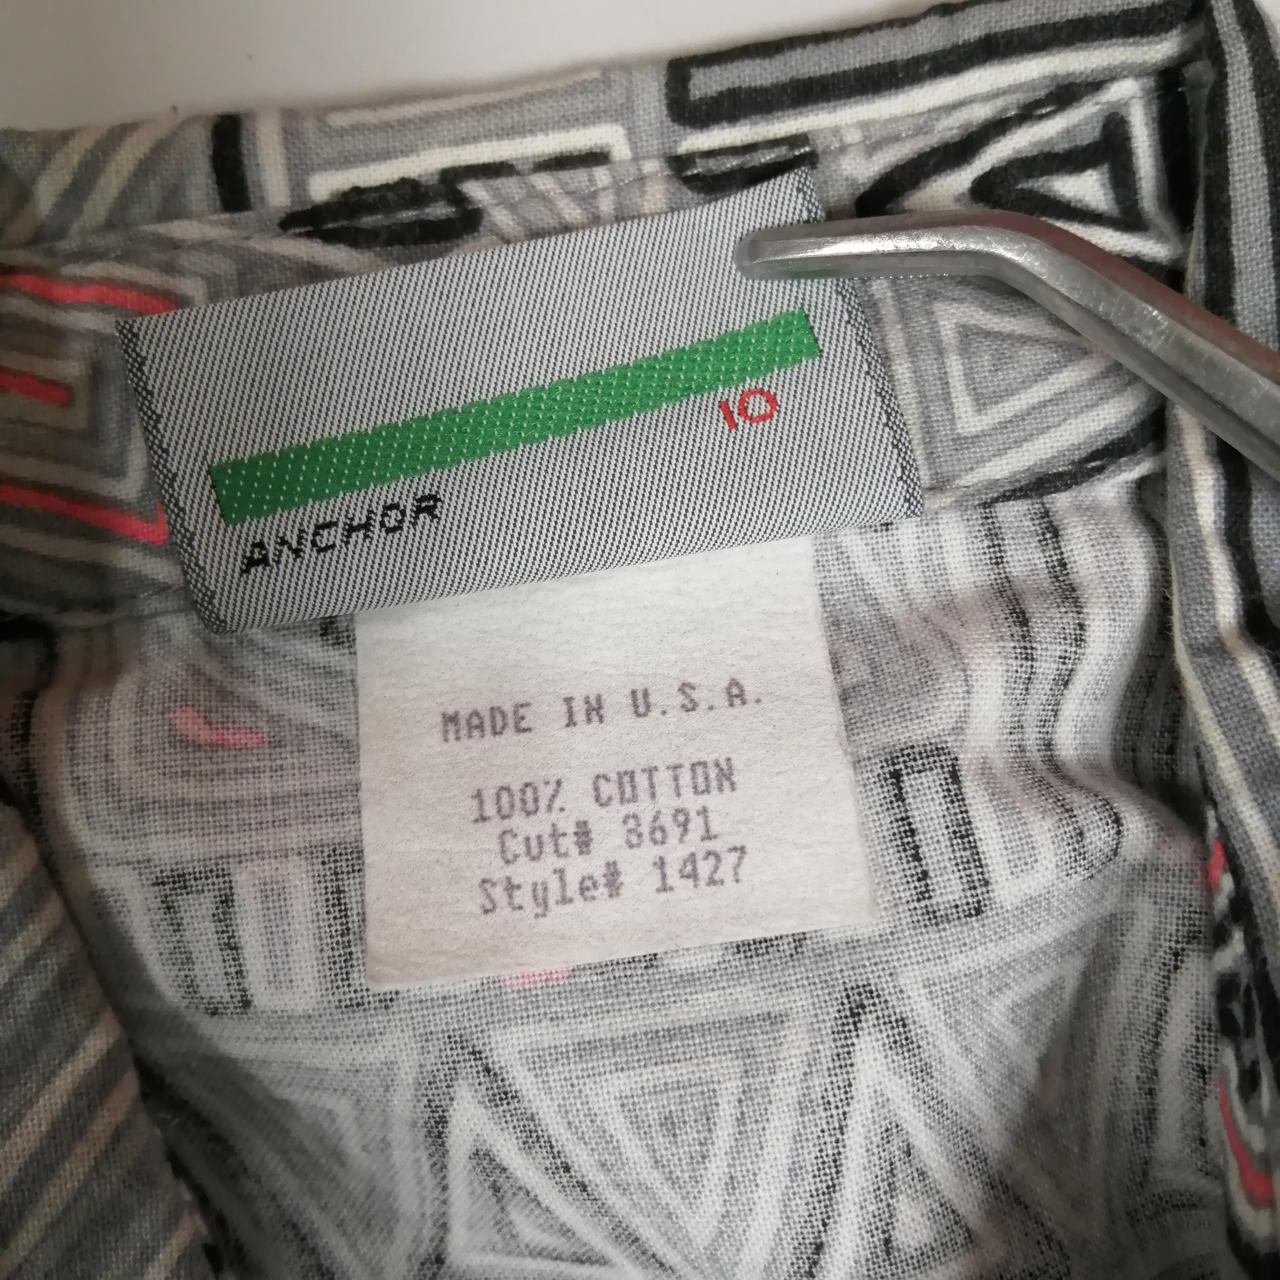 10
ANCHOR
MADE IN U.S.A.
100% COTTON
Cut# 3691
Style# 1427